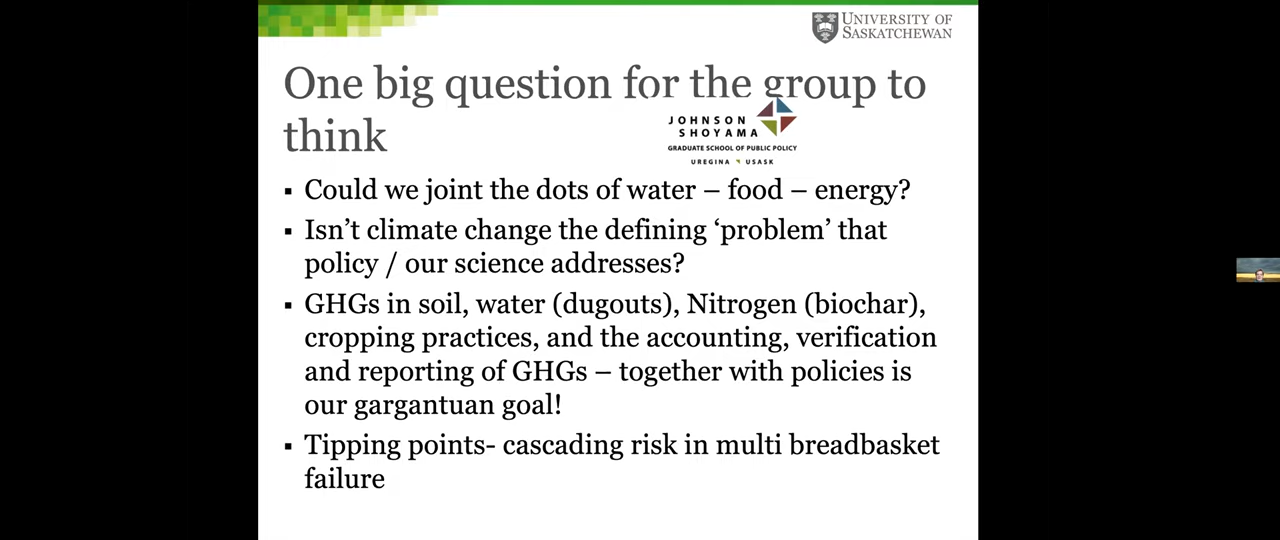 UNIVERSITY OF
SASKATCHEWAN
One big question for the group to
think
JOHNSON
SHOYAMA
GRADUATE SCHOOL OF PUBLIC POLICY
UREGINA USASK
▪ Could we joint the dots of water – food – energy?
▪ Isn’t climate change the defining ‘problem’ that
policy / our science addresses?
▪ GHGs in soil, water (dugouts), Nitrogen (biochar),
cropping practices, and the accounting, verification
and reporting of GHGs – together with policies is
our gargantuan goal!
▪ Tipping points- cascading risk in multi breadbasket
failure